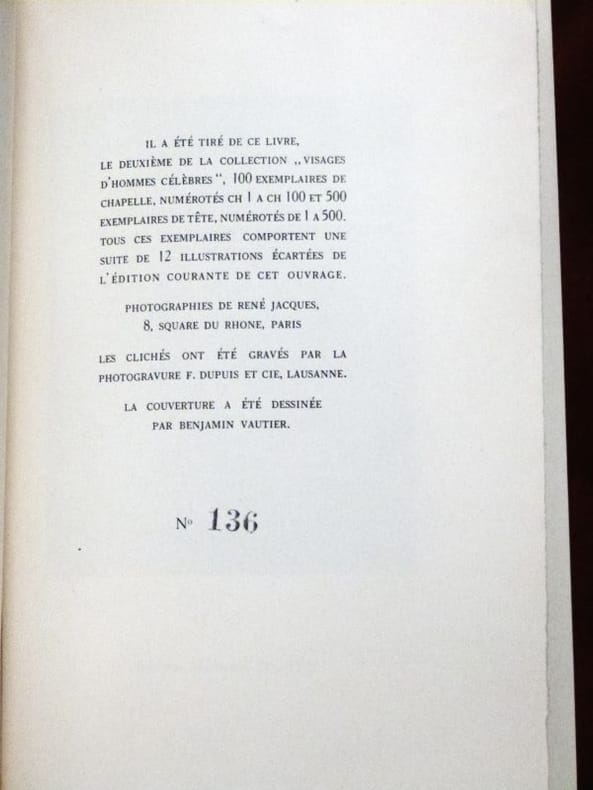 IL A ÉTÉ TIRÉ DE CE LIVRE,
LE DEUXIÈME DE LA COLLECTION „VISAGES
D'HOMMES CÉLÈBRES“, 100 EXEMPLAIRES DE
CHAPELLE, NUMÉROTÉS CH 1 A CH 100 ET 500
EXEMPLAIRES DE TÊTE, NUMÉROTÉS DE 1 A 500.
TOUS CES EXEMPLAIRES COMPORTENT UNE
SUITE DE 12 ILLUSTRATIONS ÉCARTÉES DE
L'ÉDITION COURANTE DE CET OUVRAGE.
PHOTOGRAPHIES DE RENÉ JACQUES,
8, SQUARE DU RHONE, PARIS
LES CLICHÉS ONT ÉTÉ GRAVÉS PAR LA
PHOTOGRAVURE F. DUPUIS ET CIE, LAUSANNE.
LA COUVERTURE A ÉTÉ DESSINÉE
PAR BENJAMIN VAUTIER.
Nº 136